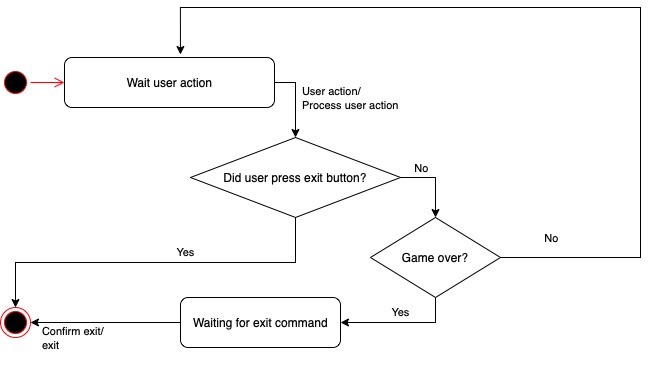 Wait user action
User action/
Process user action
Did user press exit button?
No
Yes
Game over?
No
Yes
Waiting for exit command
Confirm exit/
exit